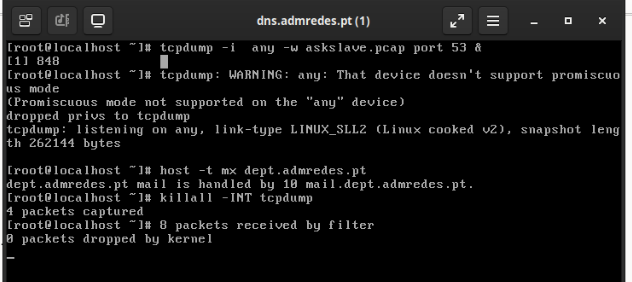 dns.admredes.pt (1)
[root@localhost ~]# tcpdump -i  any -w askslave.pcap port 53 &
[1] 848
[root@localhost ~]# tcpdump: WARNING: any: That device doesn't support promiscuo
us mode
(Promiscuous mode not supported on the "any" device)
dropped privs to tcpdump
tcpdump: listening on any, link-type LINUX_SLL2 (Linux cooked v2), snapshot leng
th 262144 bytes
[root@localhost ~]# host -t mx dept.admredes.pt
dept.admredes.pt mail is handled by 10 mail.dept.admredes.pt.
[root@localhost ~]# killall -INT tcpdump
4 packets captured
[root@localhost ~]# 8 packets received by filter
0 packets dropped by kernel